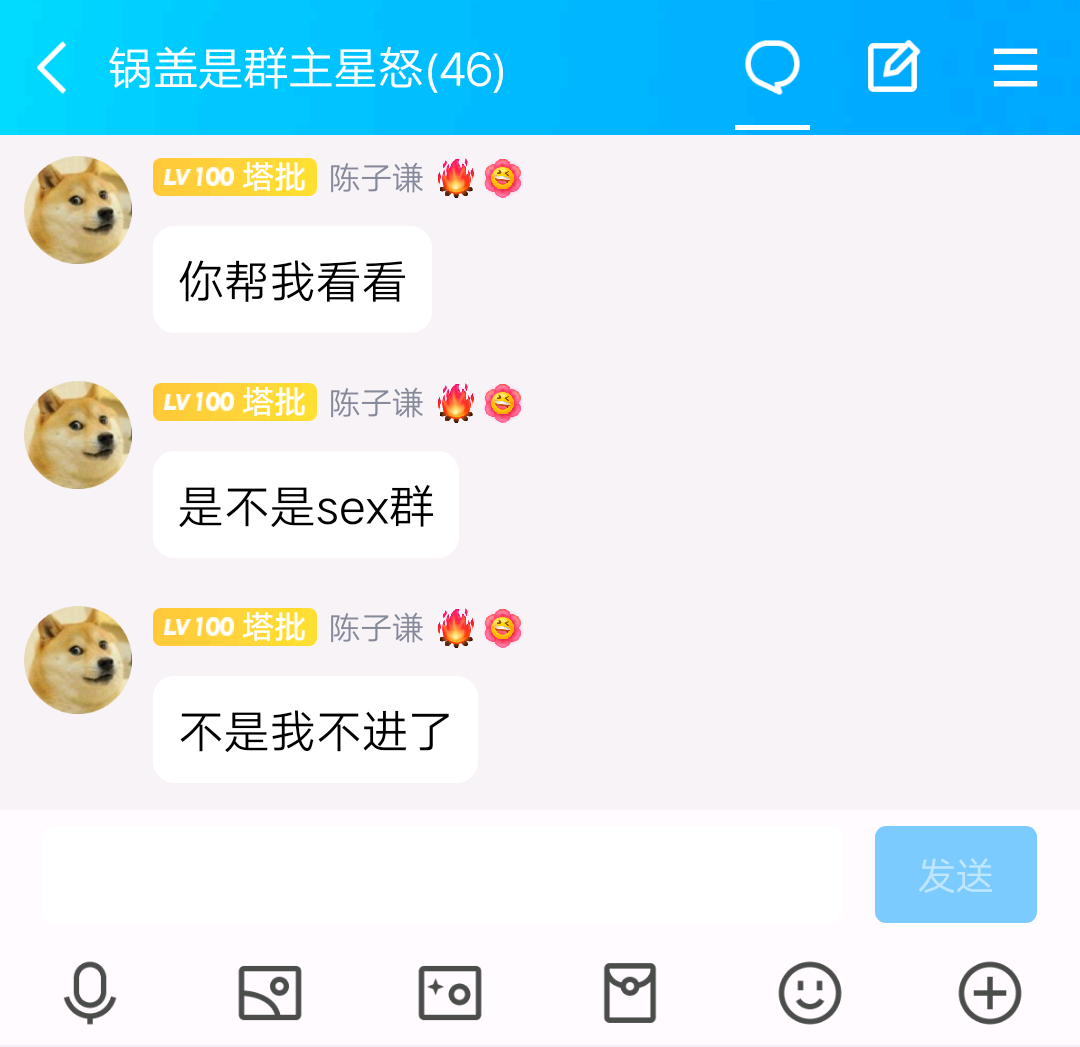 锅盖是群主星怒(46)
LV100 塔批 陈子谦
你帮我看看
LV100 塔批 陈子谦
是不是sex群
LV100 塔批 陈子谦
不是我不进了
发送